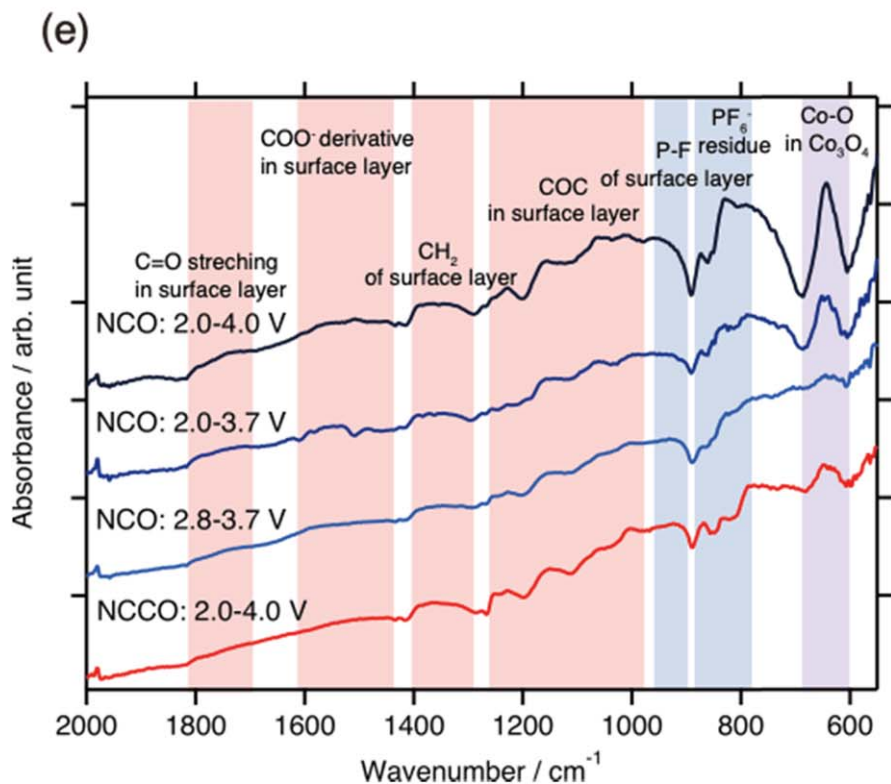 (e)
COO⁻ derivative
in surface layer
PF₆⁻
P-F residue
of surface layer
Co-O
in Co₃O₄
COC
in surface layer
CH₂
of surface layer
C=O streching
in surface layer
NCO: 2.0-4.0 V
NCO: 2.0-3.7 V
NCO: 2.8-3.7 V
NCCO: 2.0-4.0 V
Absorbance / arb. unit
2000 1800 1600 1400 1200 1000 800 600
Wavenumber / cm⁻¹